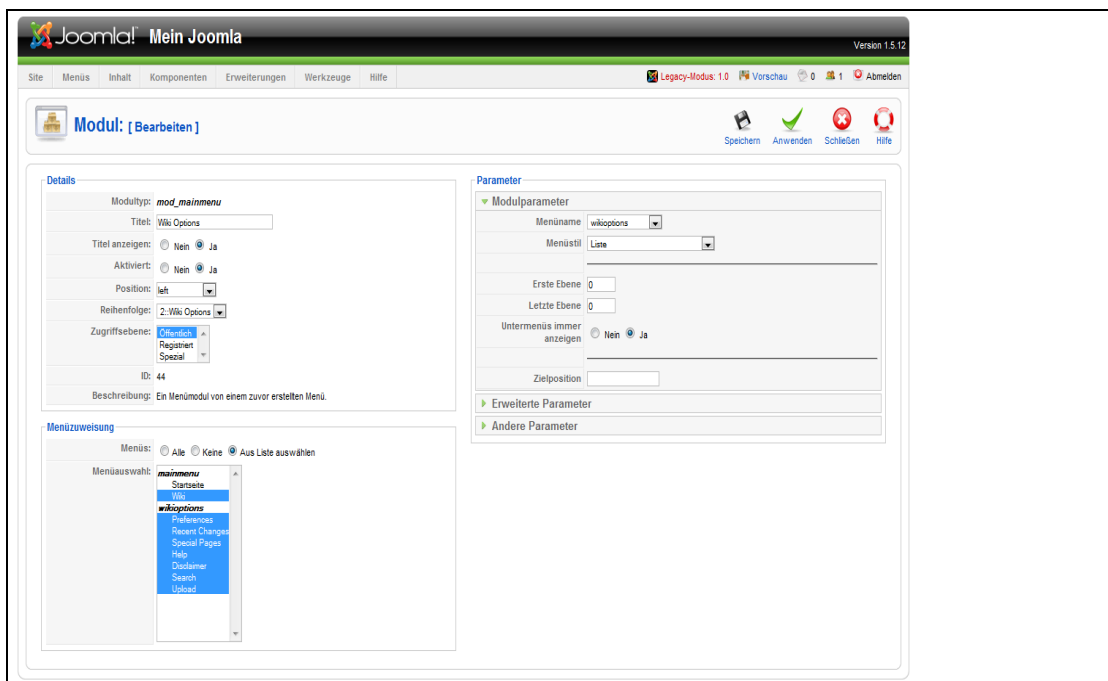 Joomla! Mein Joomla
Version 1.5.12
Site Menüs Inhalt Komponenten Erweiterungen Werkzeuge Hilfe
Legacy-Modus: 1.0 Vorschau 0 1 Abmelden
Modul: [ Bearbeiten ]
Speichern Anwenden Schließen Hilfe
Details
Modultyp: mod_mainmenu
Titel: Wiki Options
Titel anzeigen: Nein Ja
Aktiviert: Nein Ja
Position: left
Reihenfolge: 2::Wiki Options
Zugriffsebene: Öffentlich
Registriert
Spezial
ID: 44
Beschreibung: Ein Menümodul von einem zuvor erstellten Menü.
Menüzuweisung
Menüs: Alle Keine Aus Liste auswählen
Menüauswahl: mainmenu
Startseite
Wiki
wikioptions
Preferences
Recent Changes
Special Pages
Help
Disclaimer
Search
Upload
Parameter
Modulparameter
Menüname wikioptions
Menüstil Liste
Erste Ebene 0
Letzte Ebene 0
Untermenüs immer
anzeigen Nein Ja
Zielposition
Erweiterte Parameter
Andere Parameter